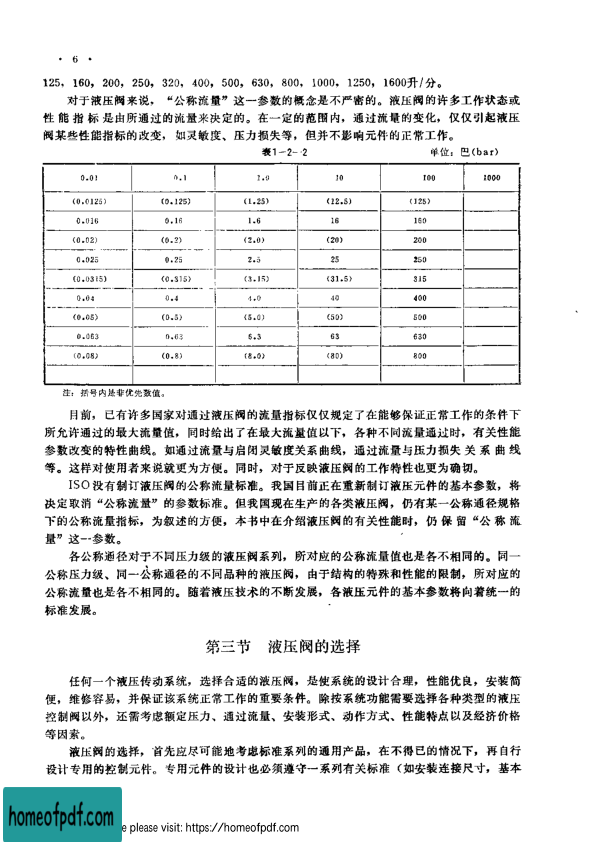 · 6 ·
125，160，200，250，320，400，500，630，800，1000，1250，1600升/分。
对于液压阀来说，“公称流量”这一参数的概念是不严密的。液压阀的许多工作状态或
性能指标是由所通过的流量来决定的。在一定的范围内，通过流量的变化，仅仅引起液压
阀某些性能指标的改变，如灵敏度、压力损失等，但并不影响元件的正常工作。
表1-2-2 单位：巴(bar)
0.01 0.1 1.0 10 100 1000
(0.0125) (0.125) (1.25) (12.5) (125)
0.016 0.16 1.6 16 160
(0.02) (0.2) (2.0) (20) 200
0.025 0.25 2.5 25 250
(0.0315) (0.315) (3.15) (31.5) 315
0.04 0.4 4.0 40 400
(0.05) (0.5) (5.0) (50) 500
0.063 0.63 6.3 63 630
(0.08) (0.8) (8.0) (80) 800
注：括号内是非优先数值。
目前，已有许多国家对通过液压阀的流量指标仅仅规定了在能够保证正常工作的条件下
所允许通过的最大流量值，同时给出了在最大流量值以下，各种不同流量通过时，有关性能
参数改变的特性曲线。如通过流量与启闭灵敏度关系曲线，通过流量与压力损失关系曲线
等。这样对使用者来说就更为方便。同时，对于反映液压阀的工作特性也更为确切。
ISO没有制订液压阀的公称流量标准。我国目前正在重新制订液压元件的基本参数，将
决定取消“公称流量”的参数标准。但我国现在生产的各类液压阀，仍有某一公称通径规格
下的公称流量指标，为叙述的方便，本书中在介绍液压阀的有关性能时，仍保留“公称流
量”这一参数。
各公称通径对于不同压力级的液压阀系列，所对应的公称流量值也是各不相同的。同一
公称压力级、同一公称通径的不同品种的液压阀，由于结构的特殊和性能的限制，所对应的
公称流量也是各不相同的。随着液压技术的不断发展，各液压元件的基本参数将向着统一的
标准发展。
第三节 液压阀的选择
任何一个液压传动系统，选择合适的液压阀，是使系统的设计合理，性能优良，安装简
便，维修容易，并保证该系统正常工作的重要条件。除按系统功能需要选择各种类型的液压
控制阀以外，还需考虑额定压力、通过流量、安装形式、动作方式、性能特点以及经济价格
等因素。
液压阀的选择，首先应尽可能地考虑标准系列的通用产品，在不得已的情况下，再自行
设计专用的控制元件。专用元件的设计也必须遵守一系列有关标准（如安装连接尺寸，基本
homeofpdf.com
e please visit: https://homeofpdf.com